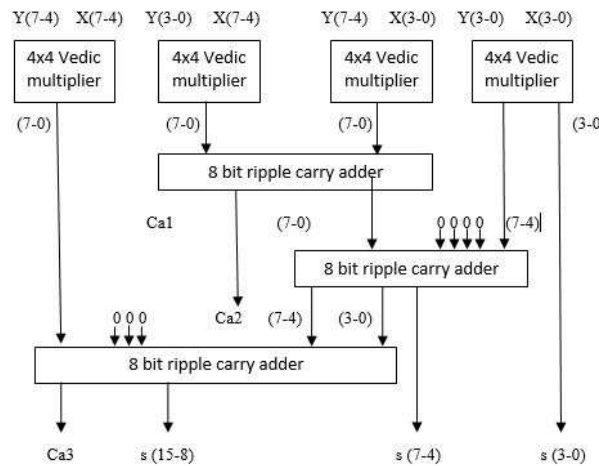 Y(7-4) X(7-4) Y(3-0) X(7-4) Y(7-4) X(3-0) Y(3-0) X(3-0)
4x4 Vedic multiplier
4x4 Vedic multiplier
4x4 Vedic multiplier
4x4 Vedic multiplier
(7-0) (7-0) (7-0) (3-0
8 bit ripple carry adder
Ca1 (7-0) 0 0 0 0 (7-4)
8 bit ripple carry adder
0 0 0 Ca2 (7-4) (3-0)
8 bit ripple carry adder
Ca3 s (15-8) s (7-4) s (3-0)